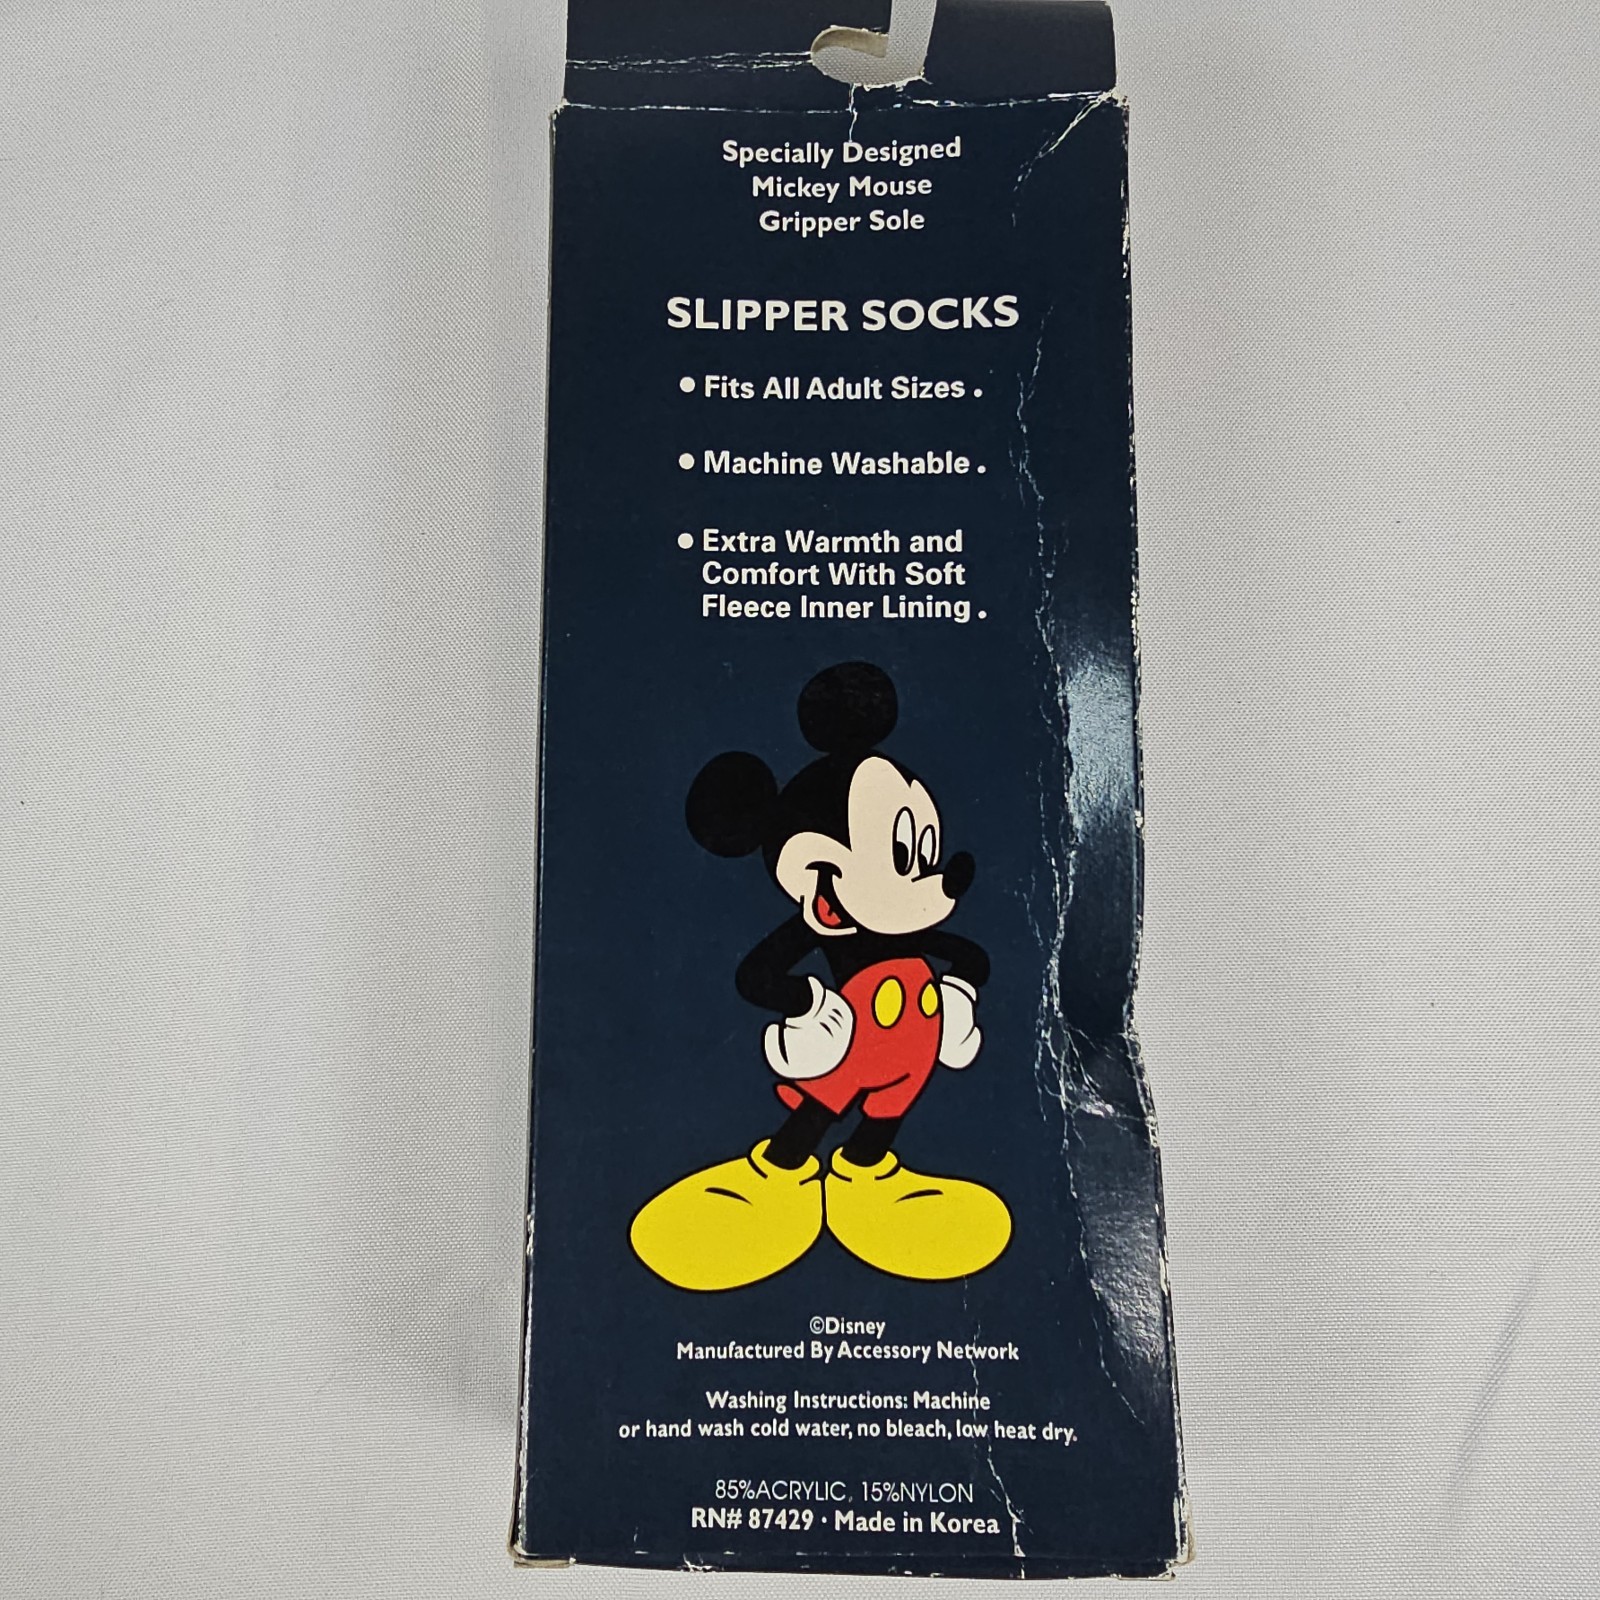 Specially Designed
Mickey Mouse
Gripper Sole
SLIPPER SOCKS
• Fits All Adult Sizes .
• Machine Washable .
• Extra Warmth and
Comfort With Soft
Fleece Inner Lining .
©Disney
Manufactured By Accessory Network
Washing Instructions: Machine
or hand wash cold water, no bleach, low heat dry.
85%ACRYLIC, 15%NYLON
RN# 87429 • Made in Korea